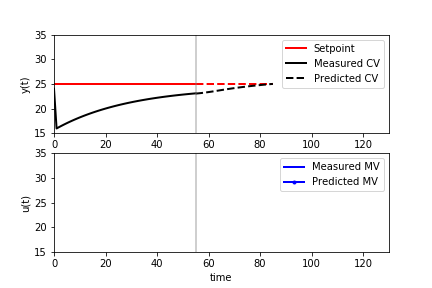 35
30
25
20
15
y(t)
Setpoint
Measured CV
Predicted CV
0 20 40 60 80 100 120
35
30
25
20
15
u(t)
Measured MV
Predicted MV
0 20 40 60 80 100 120
time